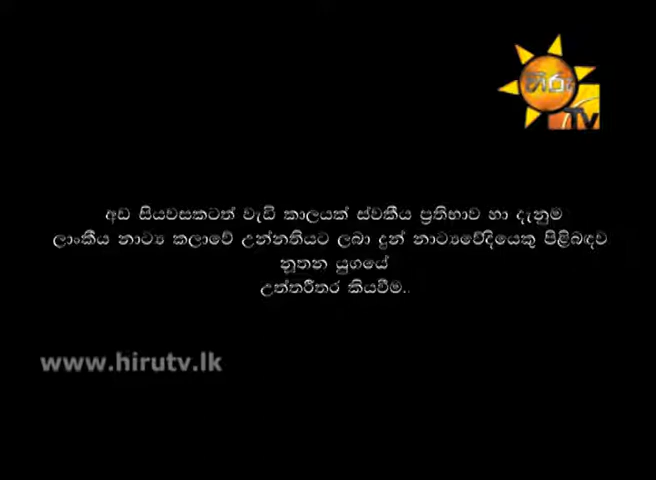 හිරු
Tv
අඩ සියවසකටත් වැඩි කාලයක් ස්වකීය ප්‍රතිභාව හා දැනුම
ලාංකීය නාට්‍ය කලාවේ උන්නතියට ලබා දුන් නාට්‍යවේදියෙකු පිළිබඳව
නූතන යුගයේ
උත්තරීතර කියවීම..
www.hirutv.lk